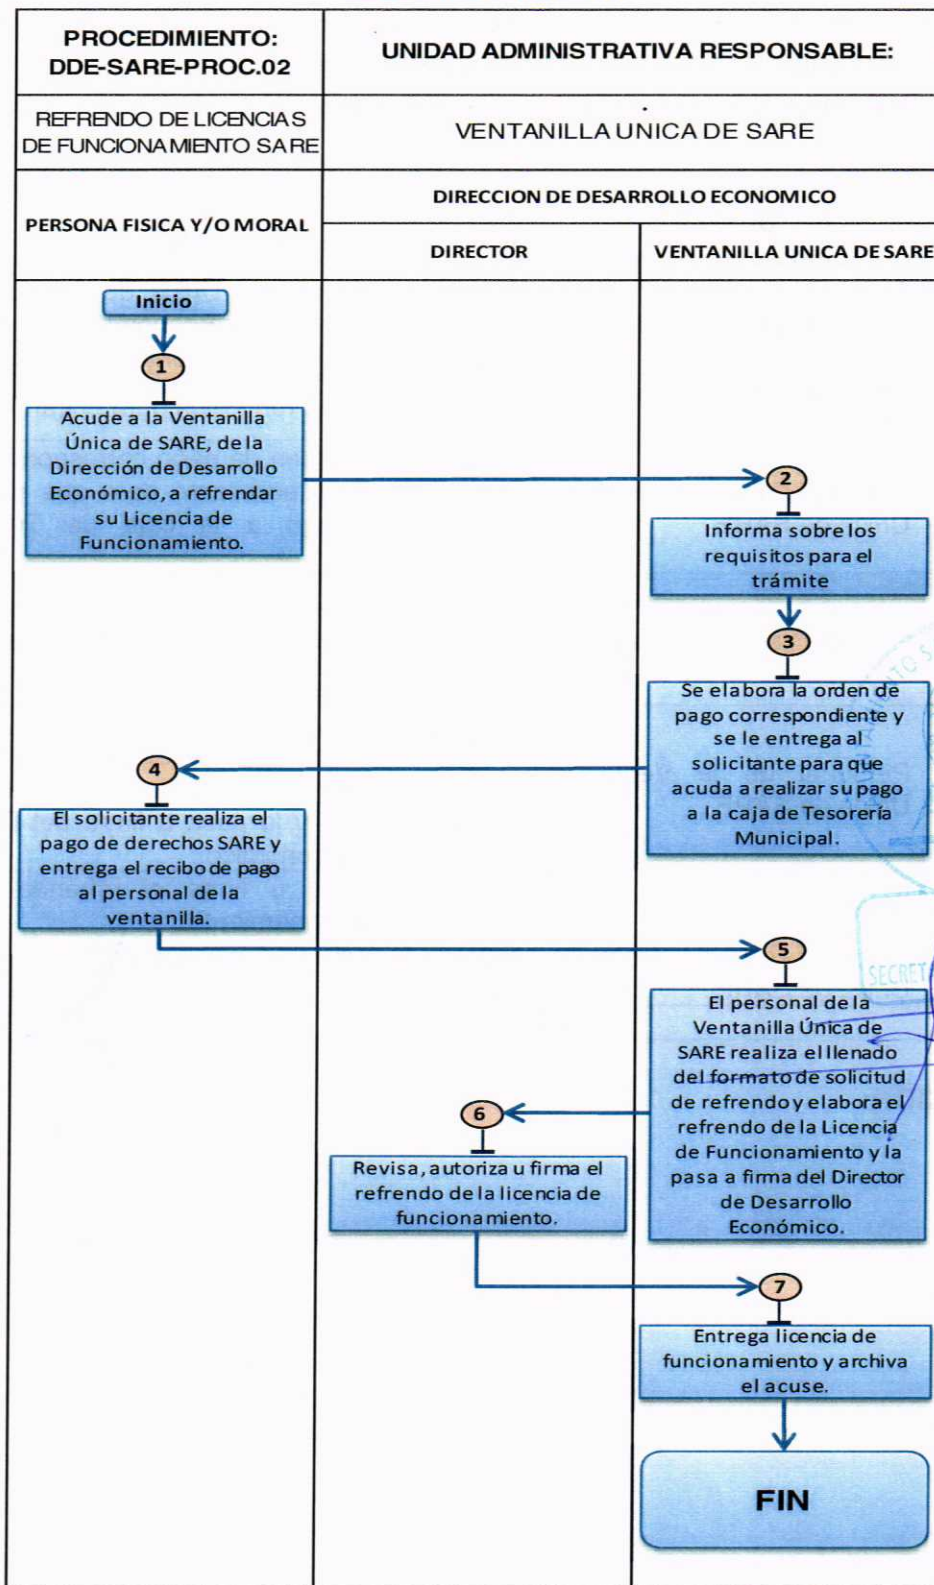 PROCEDIMIENTO:
DDE-SARE-PROC.02
UNIDAD ADMINISTRATIVA RESPONSABLE:
REFRENDO DE LICENCIAS
DE FUNCIONAMIENTO SARE
VENTANILLA UNICA DE SARE
PERSONA FISICA Y/O MORAL
DIRECCION DE DESARROLLO ECONOMICO
DIRECTOR
VENTANILLA UNICA DE SARE
Inicio
1
Acude a la Ventanilla
Única de SARE, de la
Dirección de Desarrollo
Económico, a refrendar
su Licencia de
Funcionamiento.
2
Informa sobre los
requisitos para el
trámite
3
Se elabora la orden de
pago correspondiente y
se le entrega al
solicitante para que
acuda a realizar su pago
a la caja de Tesorería
Municipal.
4
El solicitante realiza el
pago de derechos SARE y
entrega el recibo de pago
al personal de la
ventanilla.
5
El personal de la
Ventanilla Única de
SARE realiza el llenado
del formato de solicitud
de refrendo y elabora el
refrendo de la Licencia
de Funcionamiento y la
pasa a firma del Director
de Desarrollo
Económico.
6
Revisa, autoriza u firma el
refrendo de la licencia de
funcionamiento.
7
Entrega licencia de
funcionamiento y archiva
el acuse.
FIN
SECRET